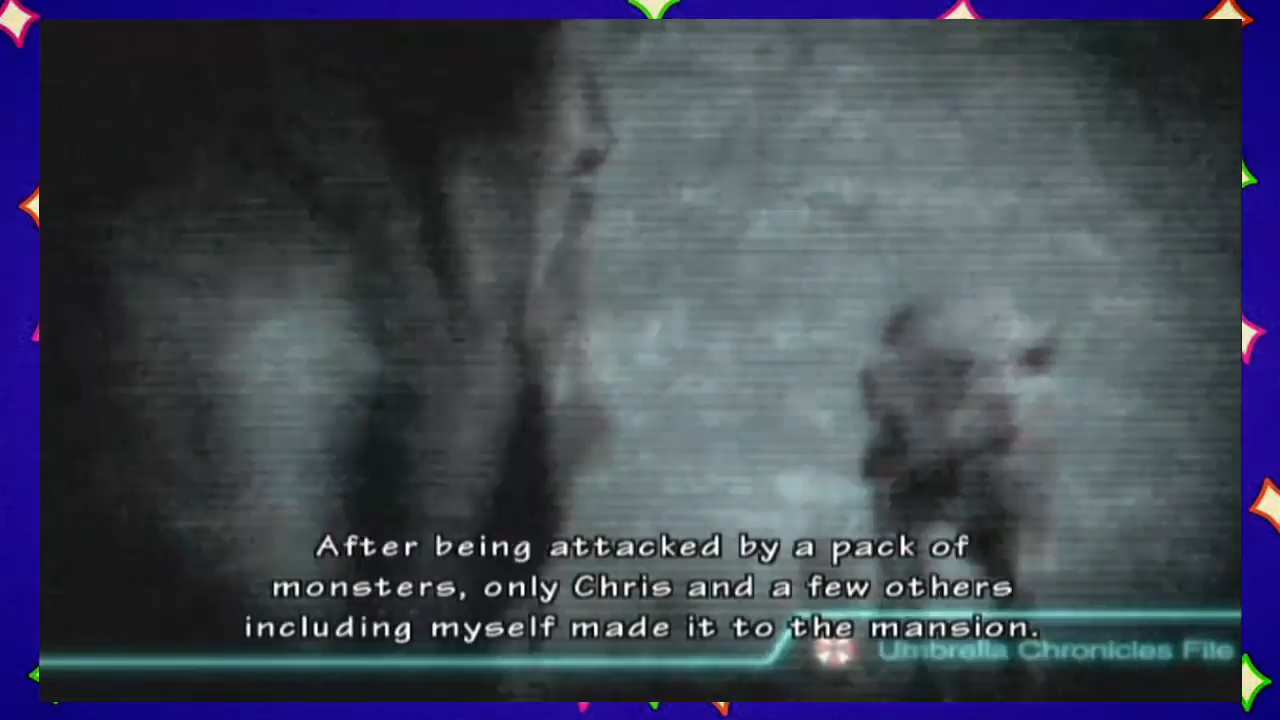 After being attacked by a pack of
monsters, only Chris and a few others
including myself made it to the mansion.
Umbrella Chronicles File